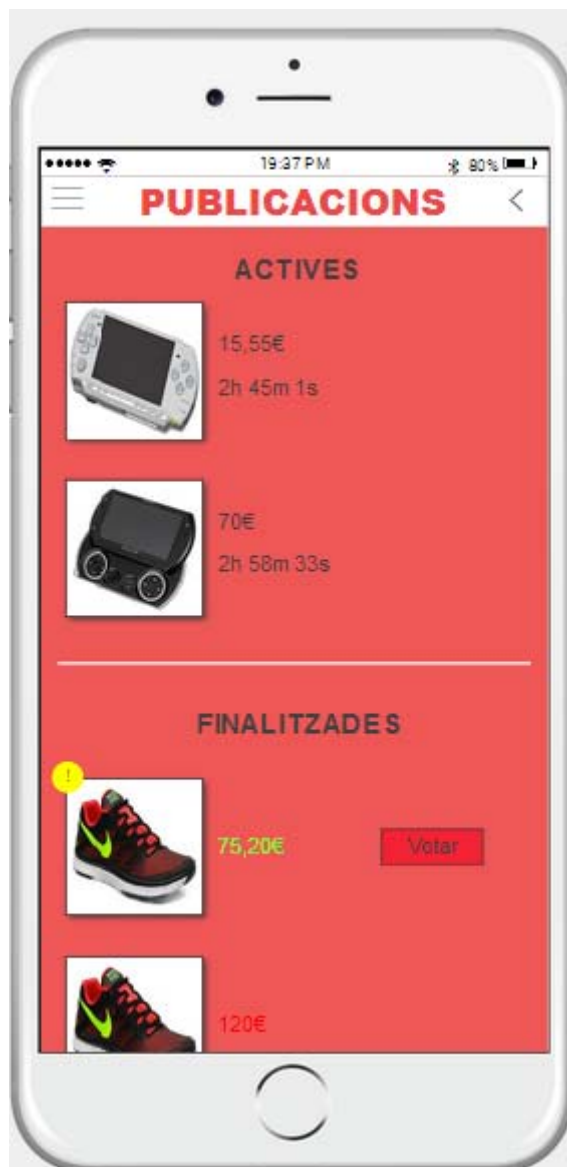 19:37 PM
80%
PUBLICACIONS
ACTIVES
15,55€
2h 45m 1s
70€
2h 58m 33s
FINALITZADES
!
75,20€
Votar
120€